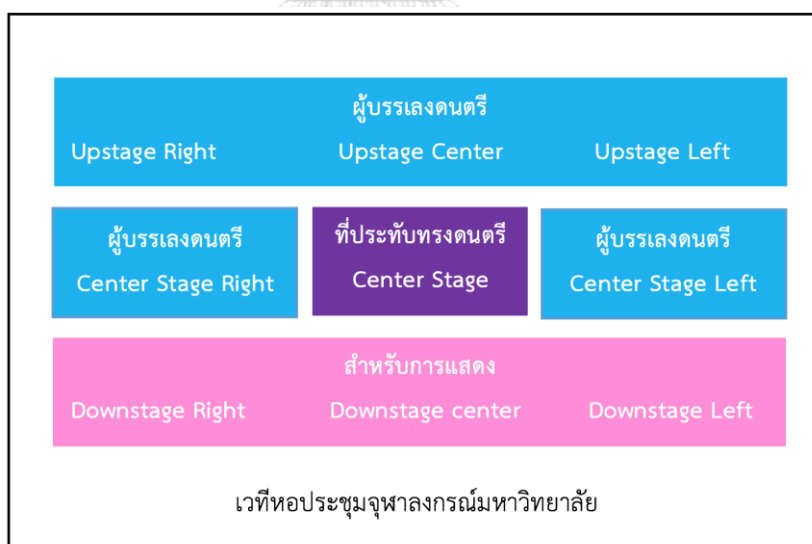 ผู้บรรเลงดนตรี
Upstage Right Upstage Center Upstage Left
ผู้บรรเลงดนตรี ที่ประทับทรงดนตรี ผู้บรรเลงดนตรี
Center Stage Right Center Stage Center Stage Left
สำหรับการแสดง
Downstage Right Downstage center Downstage Left
เวทีหอประชุมจุฬาลงกรณ์มหาวิทยาลัย